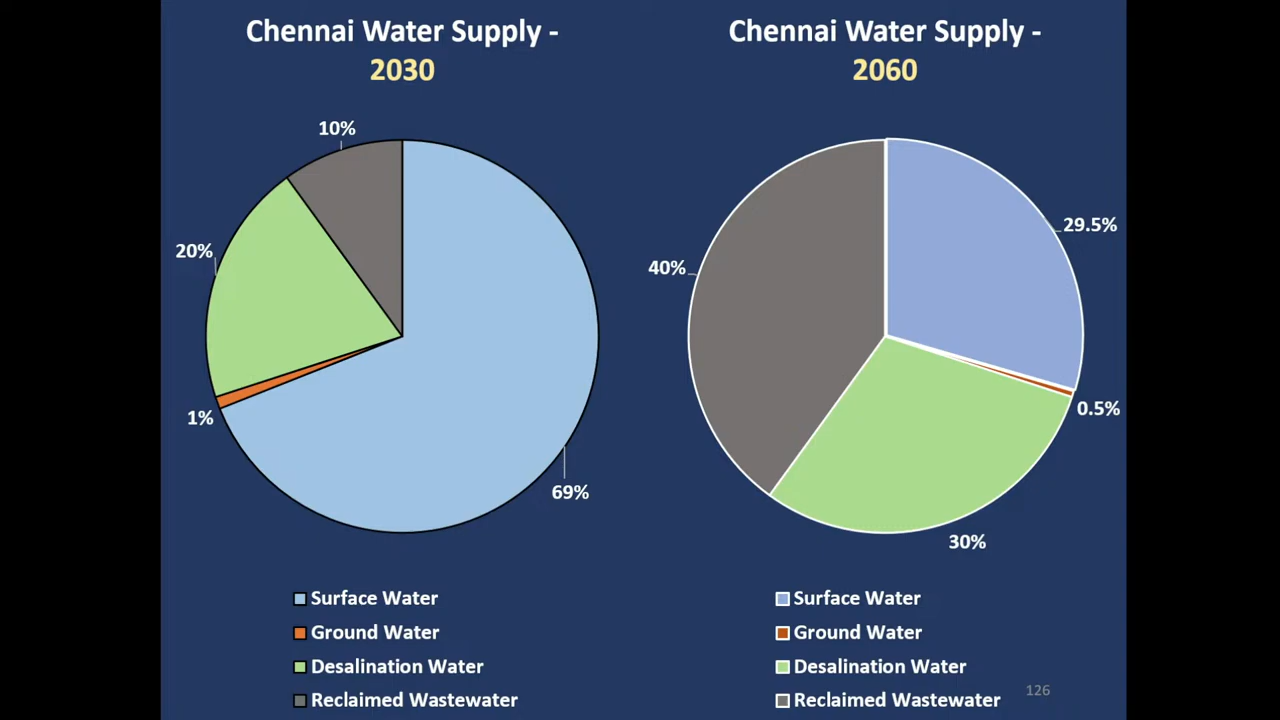 Chennai Water Supply -
2030
10%
20%
1%
69%
Surface Water
Ground Water
Desalination Water
Reclaimed Wastewater
Chennai Water Supply -
2060
29.5%
40%
0.5%
30%
Surface Water
Ground Water
Desalination Water
Reclaimed Wastewater
126